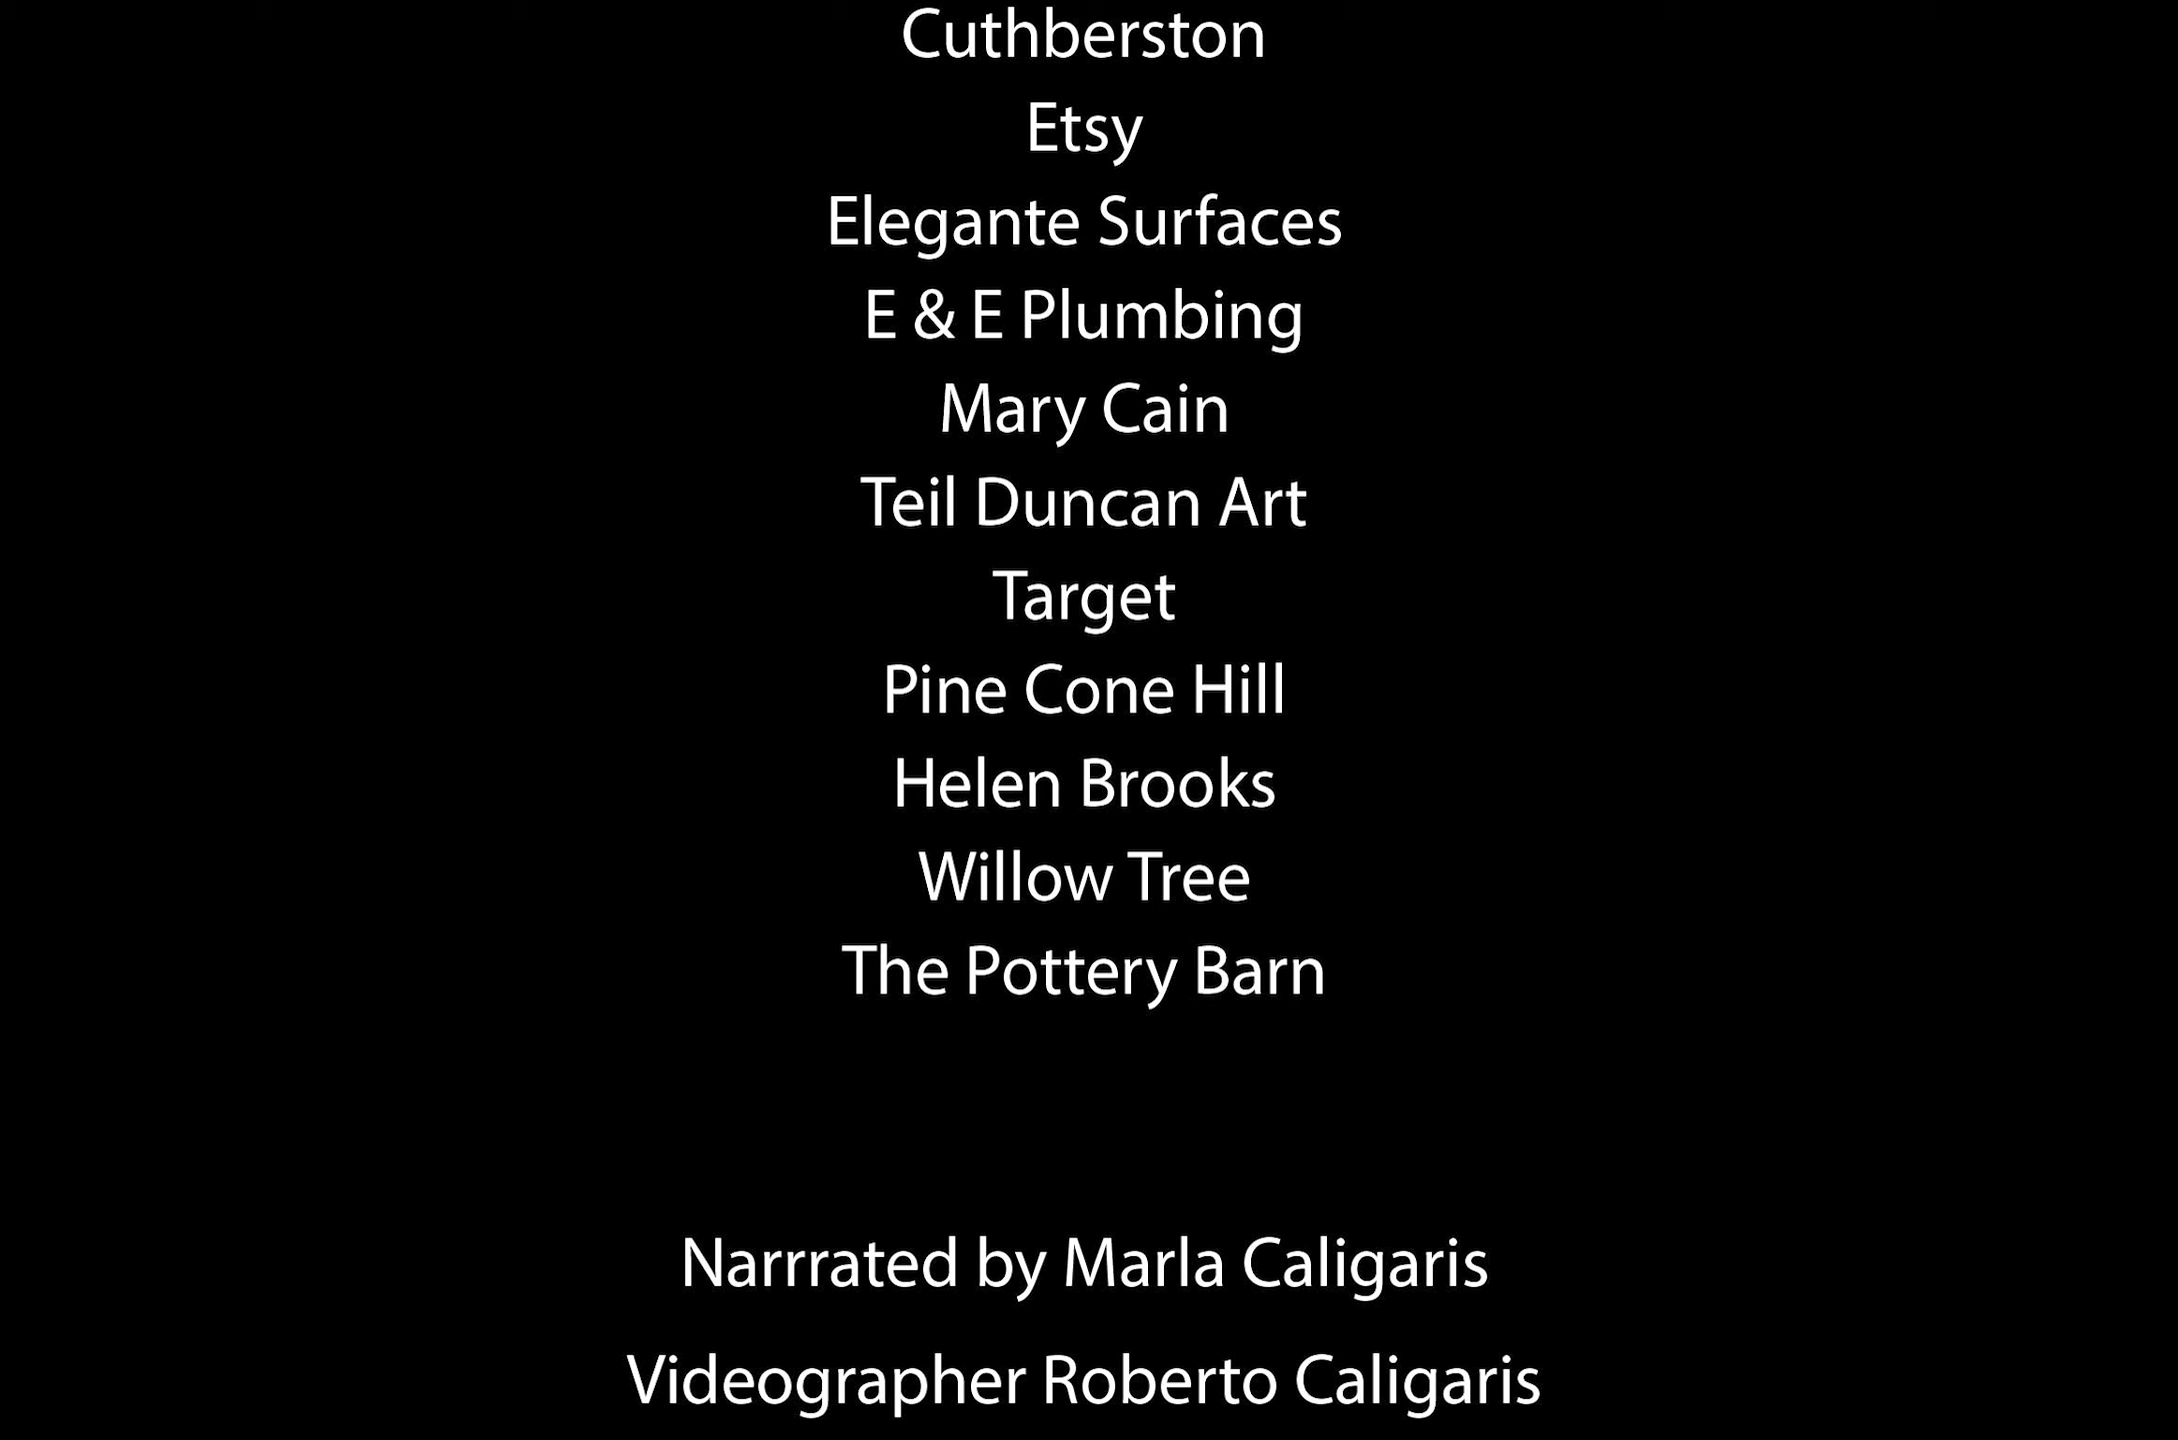 Cuthberston
Etsy
Elegante Surfaces
E & E Plumbing
Mary Cain
Teil Duncan Art
Target
Pine Cone Hill
Helen Brooks
Willow Tree
The Pottery Barn
Narrrated by Marla Caligaris
Videographer Roberto Caligaris